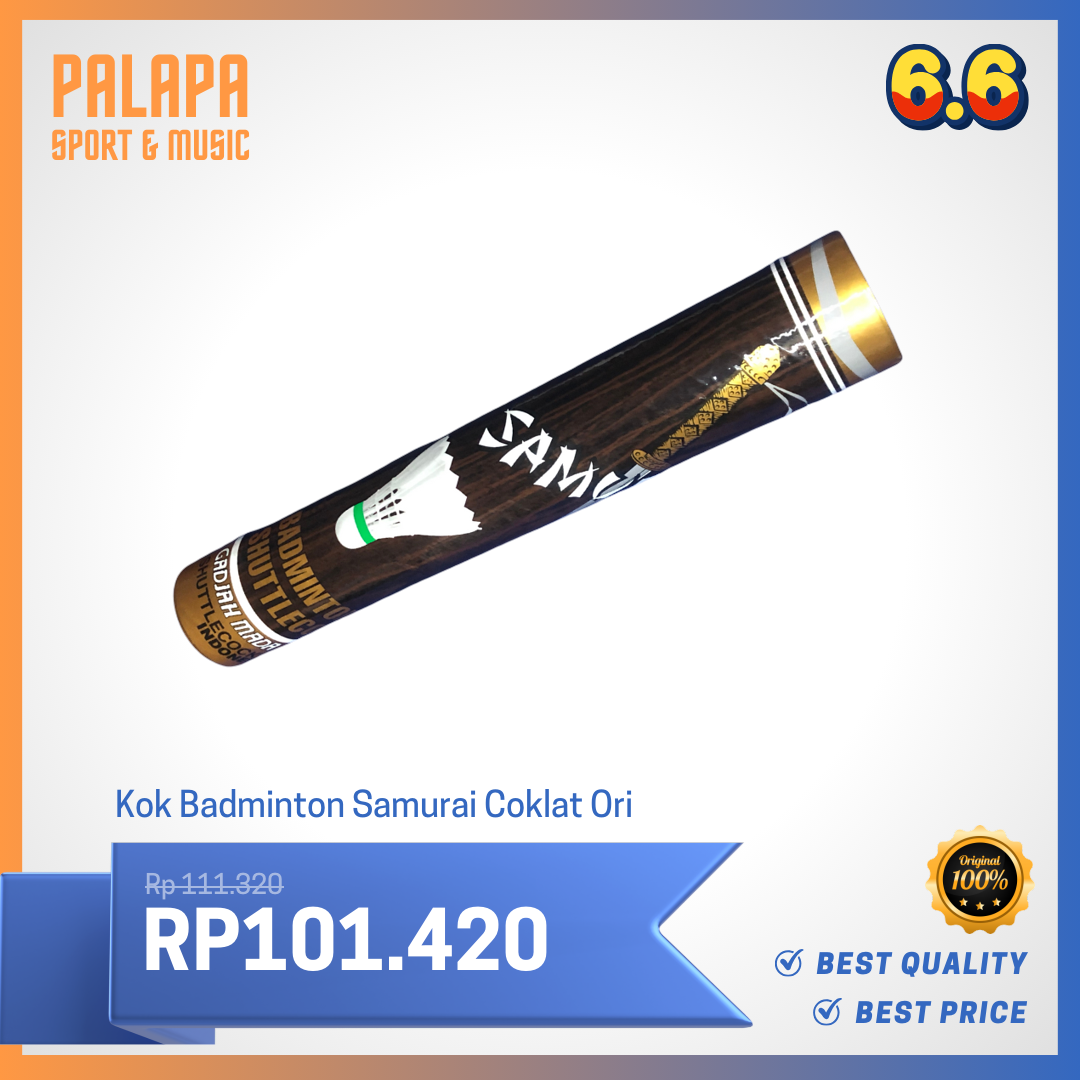 PALAPA
SPORT & MUSIC
6.6
SAMU
BADMINTO
SHUTTLEC
GADJAH MADA
SHUTTLECOC
INDON
Kok Badminton Samurai Coklat Ori
Rp 111.320
RP101.420
Original
100%
BEST QUALITY
BEST PRICE